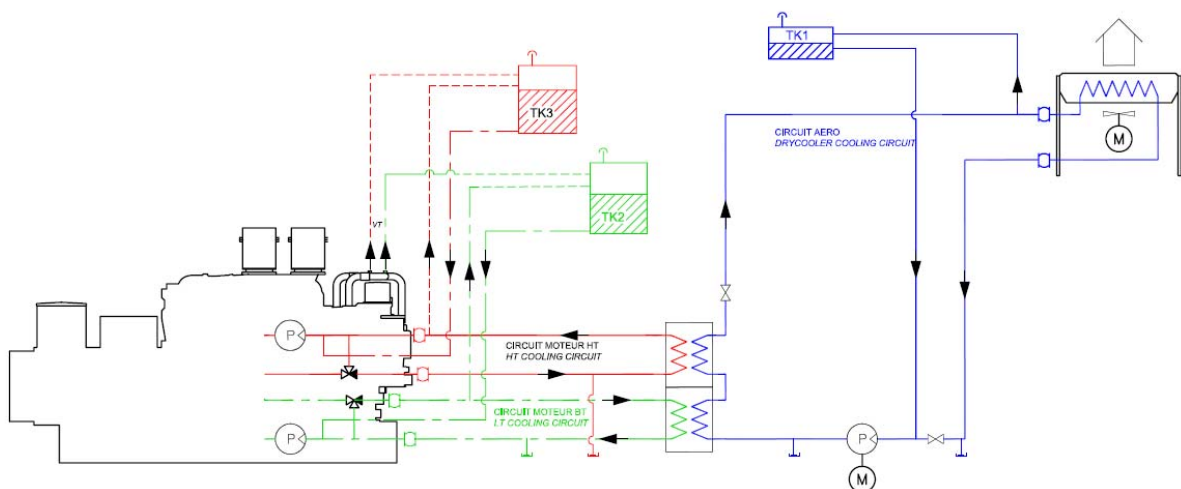 TK1
TK3
CIRCUIT AERO
DRYCOOLER COOLING CIRCUIT
M
TK2
VT
P
CIRCUIT MOTEUR HT
HT COOLING CIRCUIT
CIRCUIT MOTEUR BT
LT COOLING CIRCUIT
P
P
M